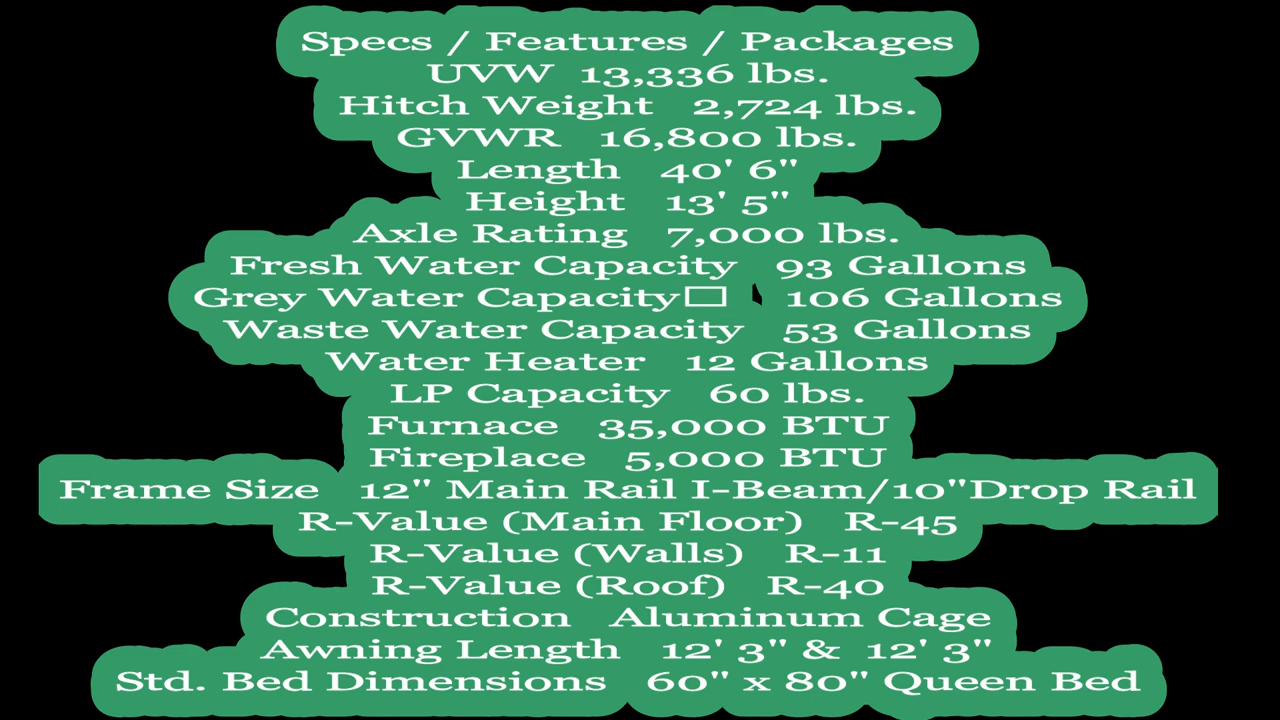 Specs / Features / Packages
UVW 13,336 lbs.
Hitch Weight 2,724 lbs.
GVWR 16,800 lbs.
Length 40' 6"
Height 13' 5"
Axle Rating 7,000 lbs.
Fresh Water Capacity 93 Gallons
Grey Water Capacity□ 106 Gallons
Waste Water Capacity 53 Gallons
Water Heater 12 Gallons
LP Capacity 60 lbs.
Furnace 35,000 BTU
Fireplace 5,000 BTU
Frame Size 12" Main Rail I-Beam/10"Drop Rail
R-Value (Main Floor) R-45
R-Value (Walls) R-11
R-Value (Roof) R-40
Construction Aluminum Cage
Awning Length 12' 3" & 12' 3"
Std. Bed Dimensions 60" x 80" Queen Bed